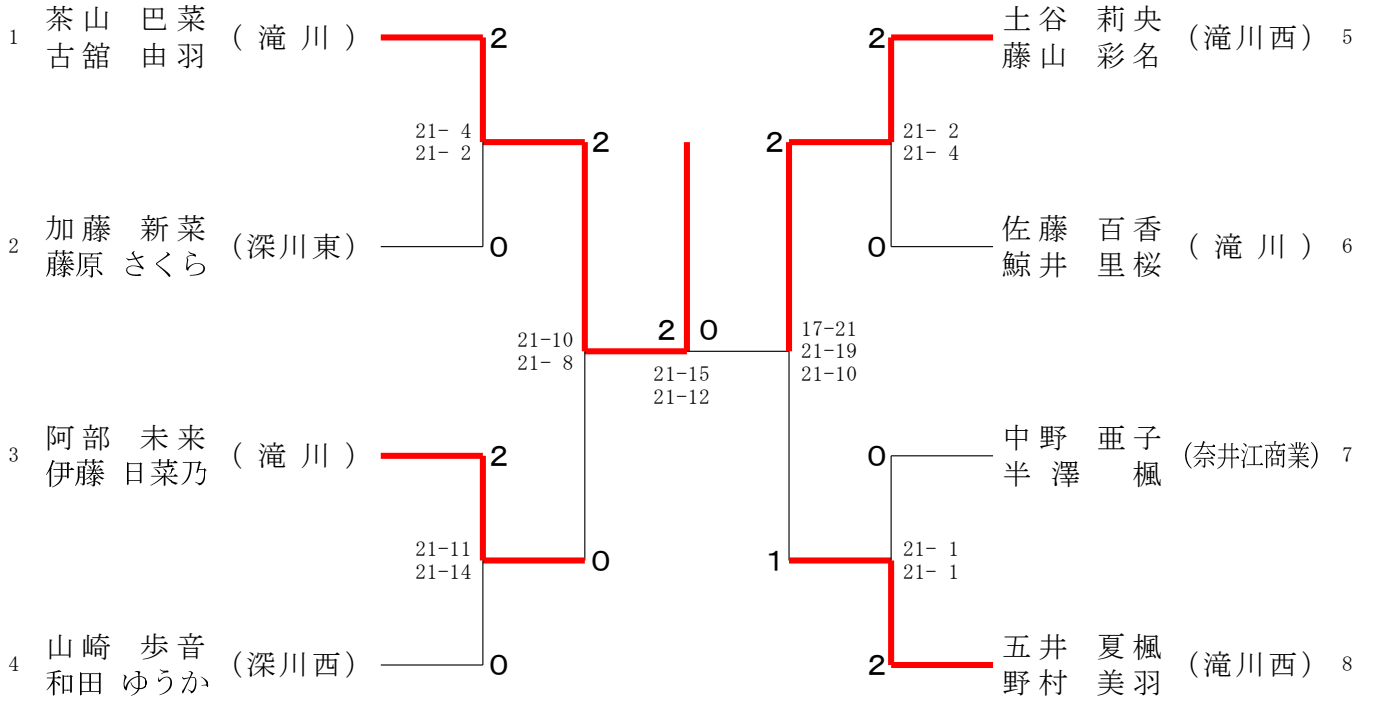 1 茶山 巴菜
古舘 由羽
(滝川)
2
21- 4
21- 2
2 加藤 新菜
藤原 さくら
(深川東)
0
2
21-10
21- 8
3 阿部 未来
伊藤 日菜乃
(滝川)
2
21-11
21-14
0
4 山崎 歩音
和田 ゆうか
(深川西)
0
2 0
21-15
21-12
2
土谷 莉央
藤山 彩名
(滝川西) 5
2
21- 2
21- 4
0
佐藤 百香
鯨井 里桜
(滝川) 6
17-21
21-19
21-10
0
中野 亜子
半澤 楓
(奈井江商業) 7
1
21- 1
21- 1
2
五井 夏楓
野村 美羽
(滝川西) 8